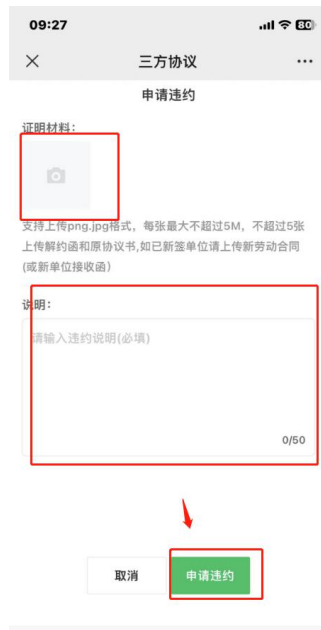 09:27
80
三方协议
申请违约
证明材料：
支持上传png.jpg格式，每张最大不超过5M，不超过5张
上传解约函和原协议书,如已新签单位请上传新劳动合同
(或新单位接收函）
说明：
请输入违约说明(必填)
0/50
取消
申请违约